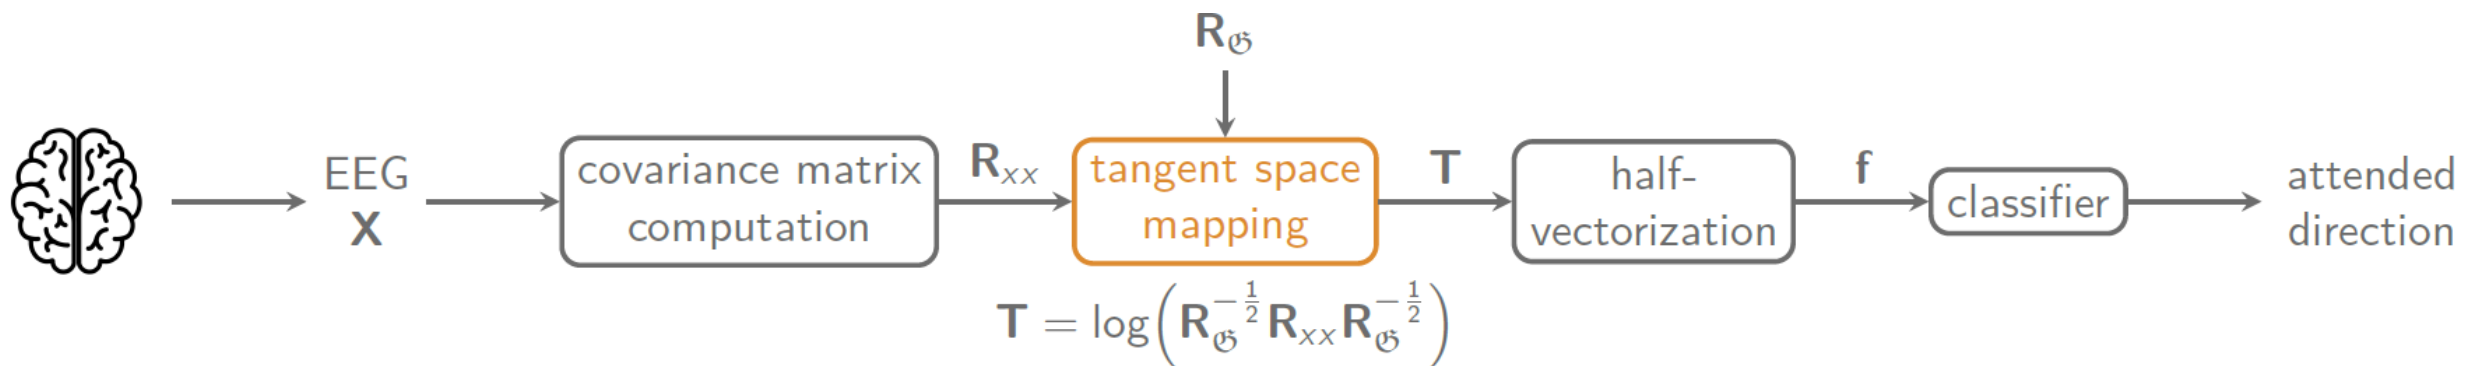 R𝔊
EEG
X
covariance matrix
computation
Rxx
tangent space
mapping
T
half-
vectorization
f
classifier
attended
direction
T = log(R𝔊^{-1/2} Rxx R𝔊^{-1/2})